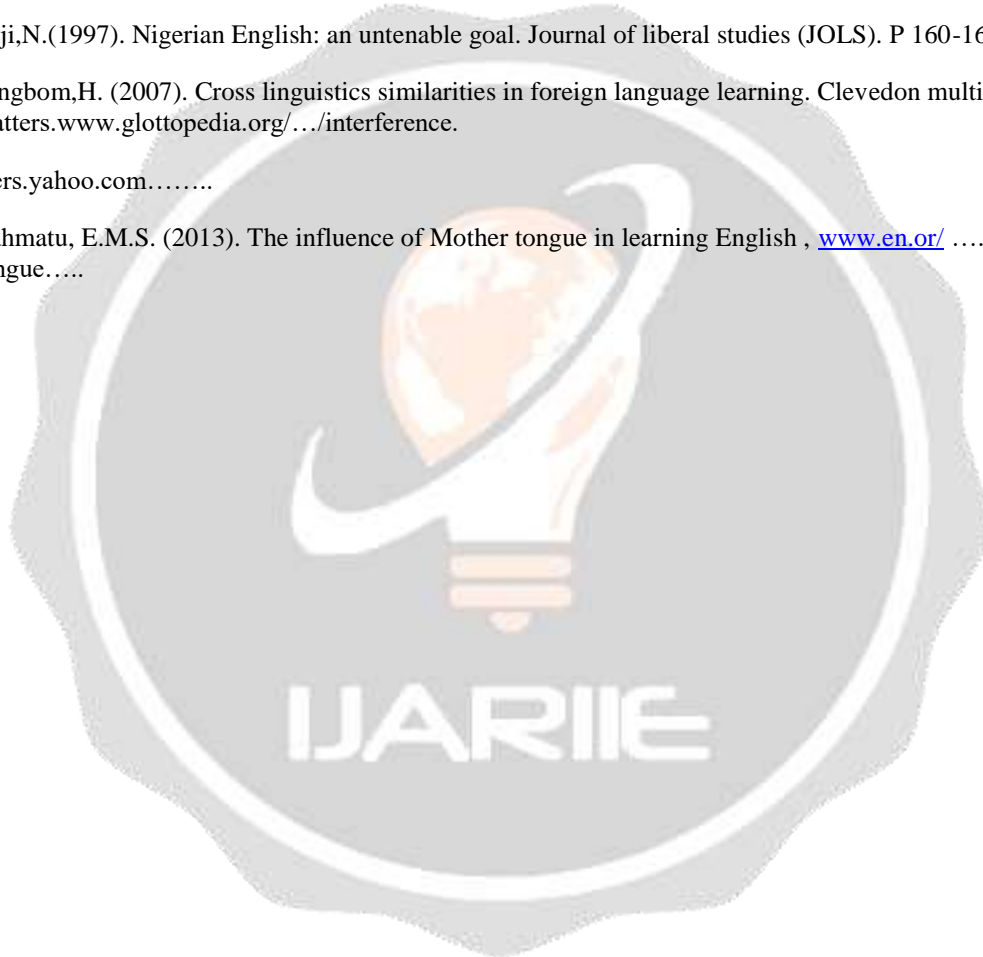 ji,N.(1997). Nigerian English: an untenable goal. Journal of liberal studies (JOLS). P 160-16
ngbom,H. (2007). Cross linguistics similarities in foreign language learning. Clevedon multi
atters.www.glottopedia.org/…/interference.
ers.yahoo.com……..
ahmatu, E.M.S. (2013). The influence of Mother tongue in learning English , www.en.or/ ….
ngue…..
IJARIIE